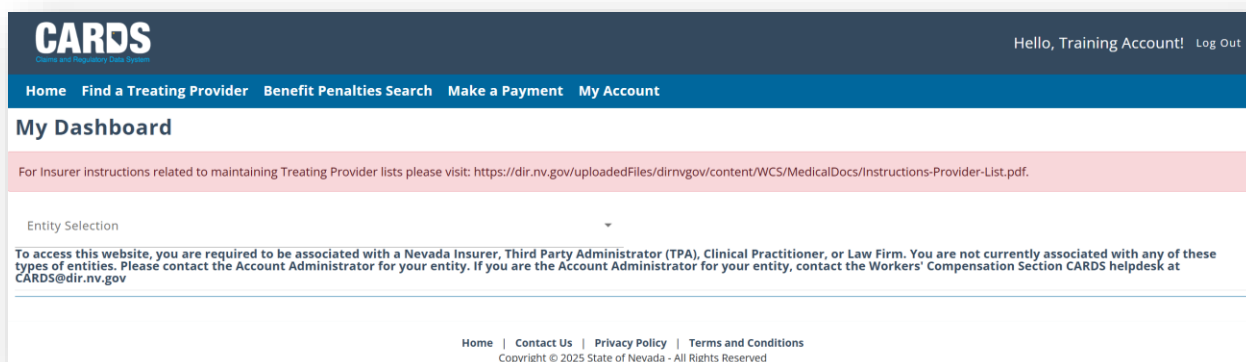 CARDS
Claims and Regulatory Data System
Hello, Training Account! Log Out
Home Find a Treating Provider Benefit Penalties Search Make a Payment My Account
My Dashboard
For Insurer instructions related to maintaining Treating Provider lists please visit: https://dir.nv.gov/uploadedFiles/dirnvgov/content/WCS/MedicalDocs/Instructions-Provider-List.pdf.
Entity Selection
To access this website, you are required to be associated with a Nevada Insurer, Third Party Administrator (TPA), Clinical Practitioner, or Law Firm. You are not currently associated with any of these
types of entities. Please contact the Account Administrator for your entity. If you are the Account Administrator for your entity, contact the Workers' Compensation Section CARDS helpdesk at
CARDS@dir.nv.gov
Home | Contact Us | Privacy Policy | Terms and Conditions
Copyright © 2025 State of Nevada - All Rights Reserved